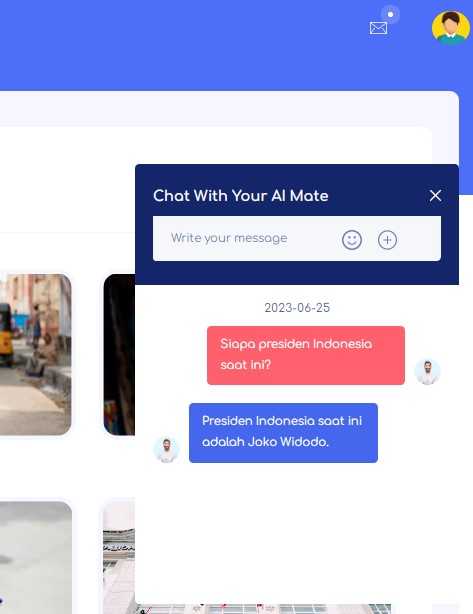 Chat With Your AI Mate
Write your message
2023-06-25
Siapa presiden Indonesia
saat ini?
Presiden Indonesia saat ini
adalah Joko Widodo.